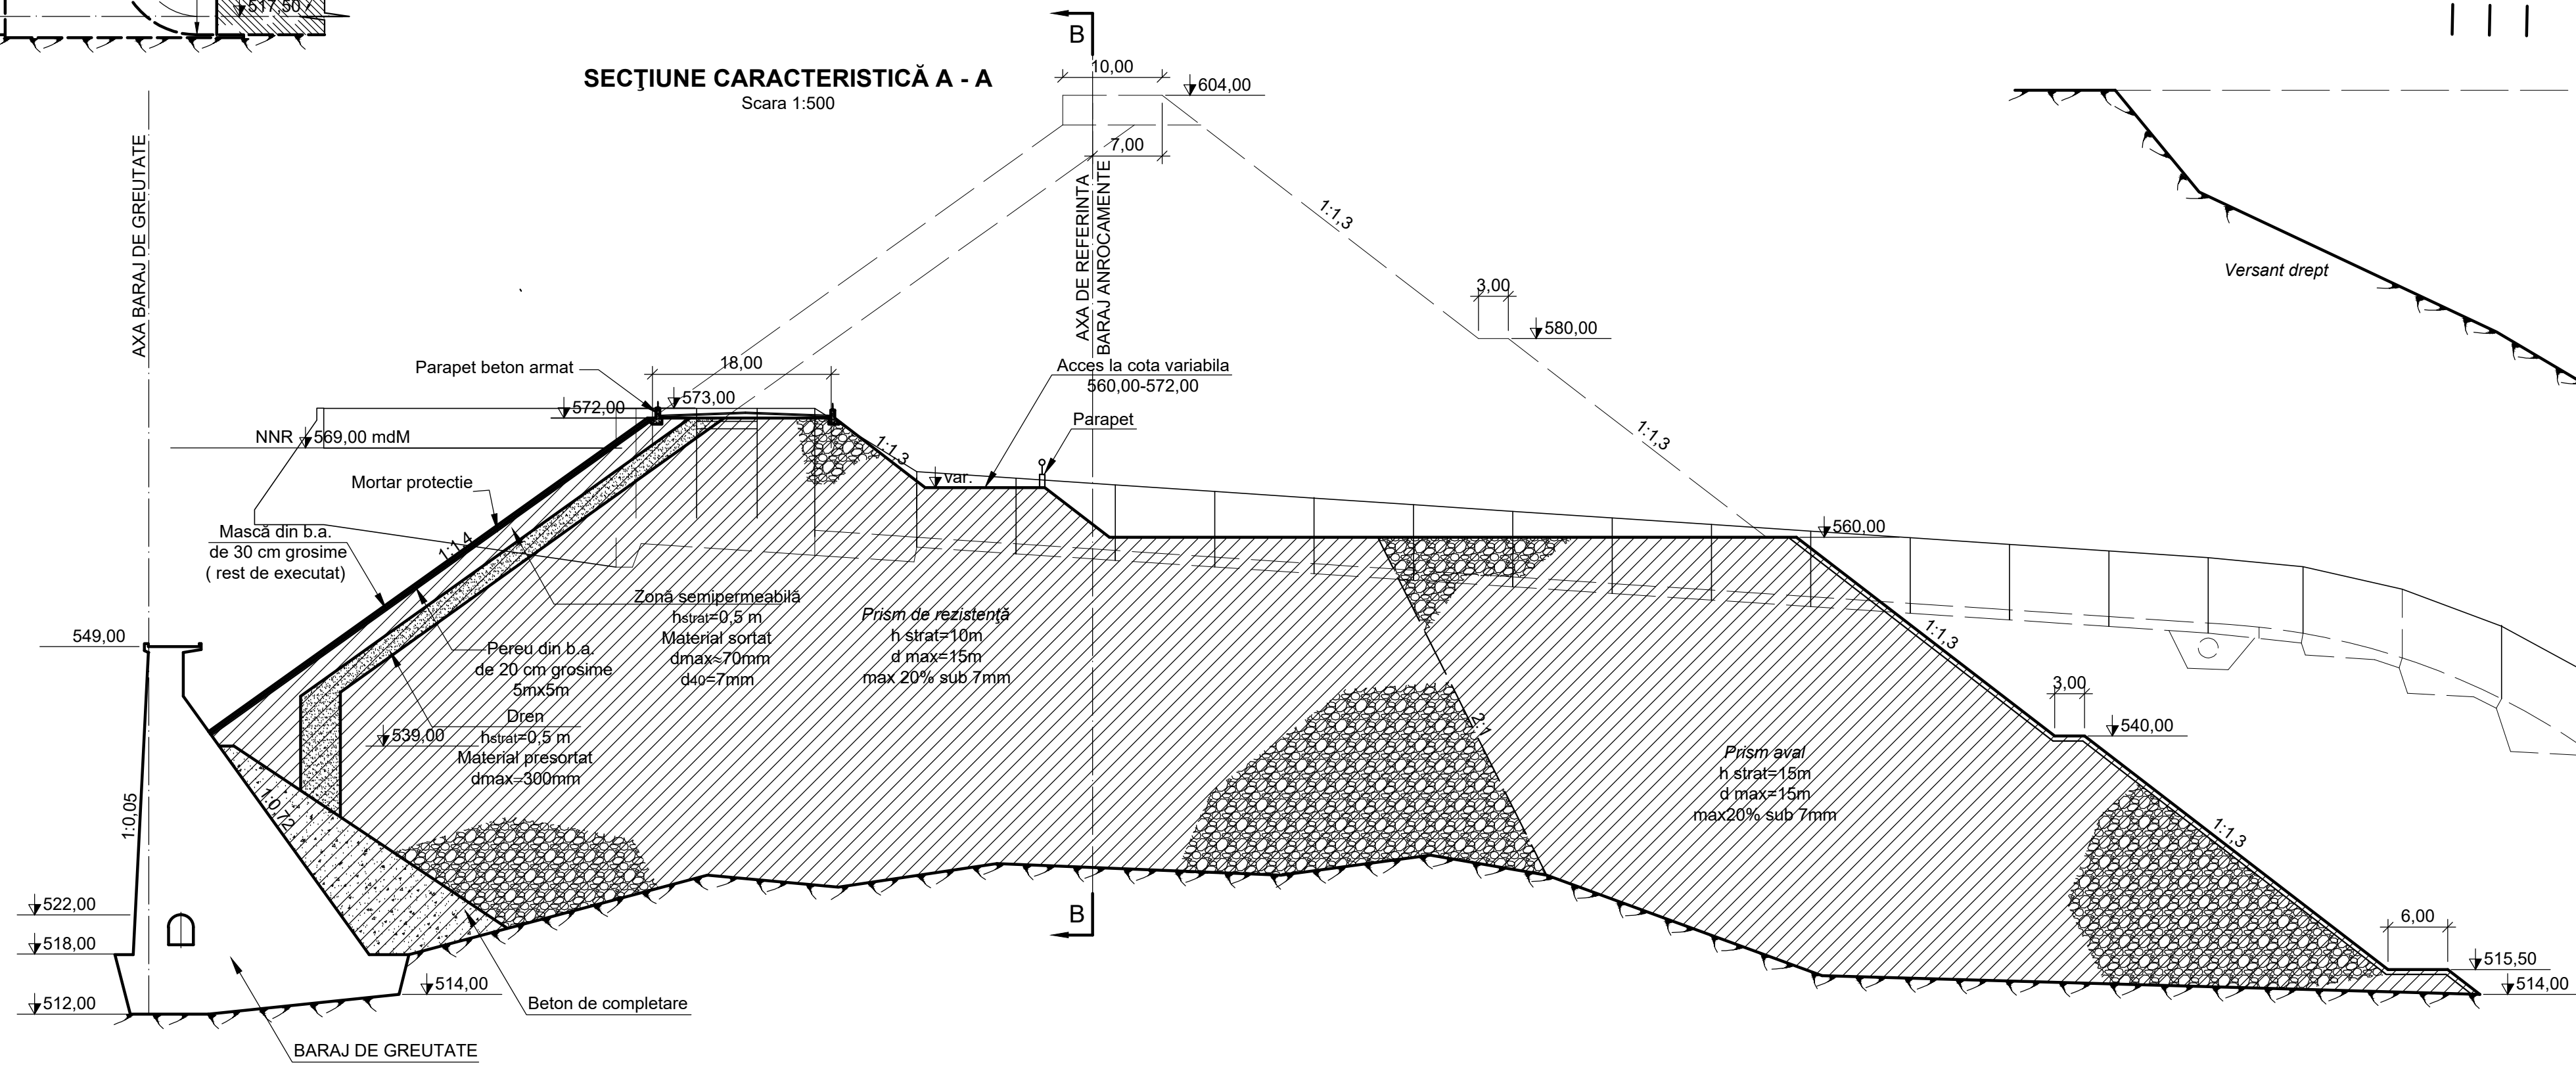 517,50
B
SECŢIUNE CARACTERISTICĂ A - A
Scara 1:500
10,00
604,00
7,00
AXA BARAJ DE GREUTATE
AXA DE REFERINTA
BARAJ ANROCAMENTE
1:1,3
Versant drept
3,00
580,00
18,00
Parapet beton armat
Acces la cota variabila
560,00-572,00
573,00
572,00
Parapet
NNR 569,00 mdM
1:1,3
1:1,3
var.
Mortar protectie
560,00
Mască din b.a.
de 30 cm grosime
( rest de executat)
1:1,4
Zonă semipermeabilă
hstrat=0,5 m
Material sortat
dmax≈70mm
d40=7mm
Prism de rezistenţă
h strat=10m
d max=15m
max 20% sub 7mm
549,00
1:1,3
Pereu din b.a.
de 20 cm grosime
5mx5m
3,00
Dren
hstrat=0,5 m
Material presortat
dmax=300mm
539,00
2:1
540,00
Prism aval
h strat=15m
d max=15m
max20% sub 7mm
1:0,05
1:0,72
1:1,3
522,00
B
6,00
518,00
515,50
514,00
514,00
512,00
Beton de completare
BARAJ DE GREUTATE